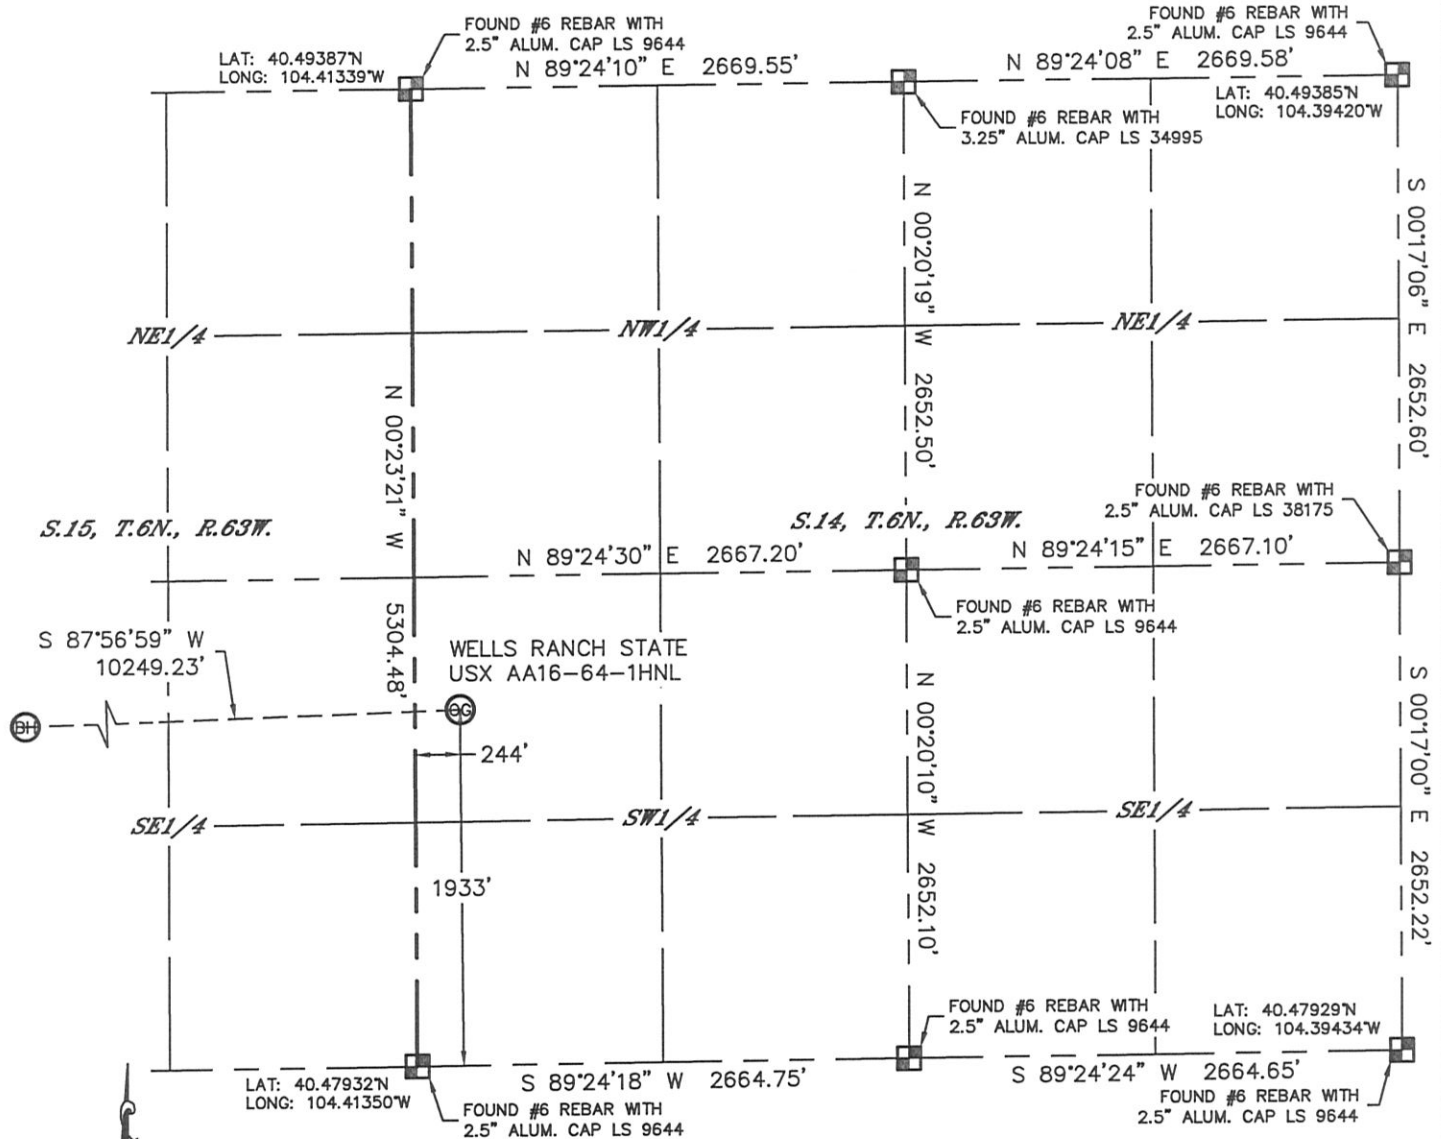 FOUND #6 REBAR WITH
2.5" ALUM. CAP LS 9644
LAT: 40.49387°N
LONG: 104.41339°W
N 89°24'10" E 2669.55'
FOUND #6 REBAR WITH
2.5" ALUM. CAP LS 9644
N 89°24'08" E 2669.58'
LAT: 40.49385°N
LONG: 104.39420°W
FOUND #6 REBAR WITH
3.25" ALUM. CAP LS 34995
N 00°20'19" W 2652.50'
S 00°17'06" E 2652.60'
NE1/4
NW1/4
NE1/4
N 00°23'21" W 5304.48'
S.15, T.6N., R.63W.
S.14, T.6N., R.63W.
FOUND #6 REBAR WITH
2.5" ALUM. CAP LS 38175
N 89°24'30" E 2667.20'
N 89°24'15" E 2667.10'
FOUND #6 REBAR WITH
2.5" ALUM. CAP LS 9644
S 87°56'59" W
10249.23'
WELLS RANCH STATE
USX AA16-64-1HNL
BH
OG
244'
N 00°20'10" W 2652.10'
S 00°17'00" E 2652.22'
SE1/4
SW1/4
SE1/4
1933'
FOUND #6 REBAR WITH
2.5" ALUM. CAP LS 9644
LAT: 40.47929°N
LONG: 104.39434°W
LAT: 40.47932°N
LONG: 104.41350°W
S 89°24'18" W 2664.75'
S 89°24'24" W 2664.65'
FOUND #6 REBAR WITH
2.5" ALUM. CAP LS 9644
FOUND #6 REBAR WITH
2.5" ALUM. CAP LS 9644